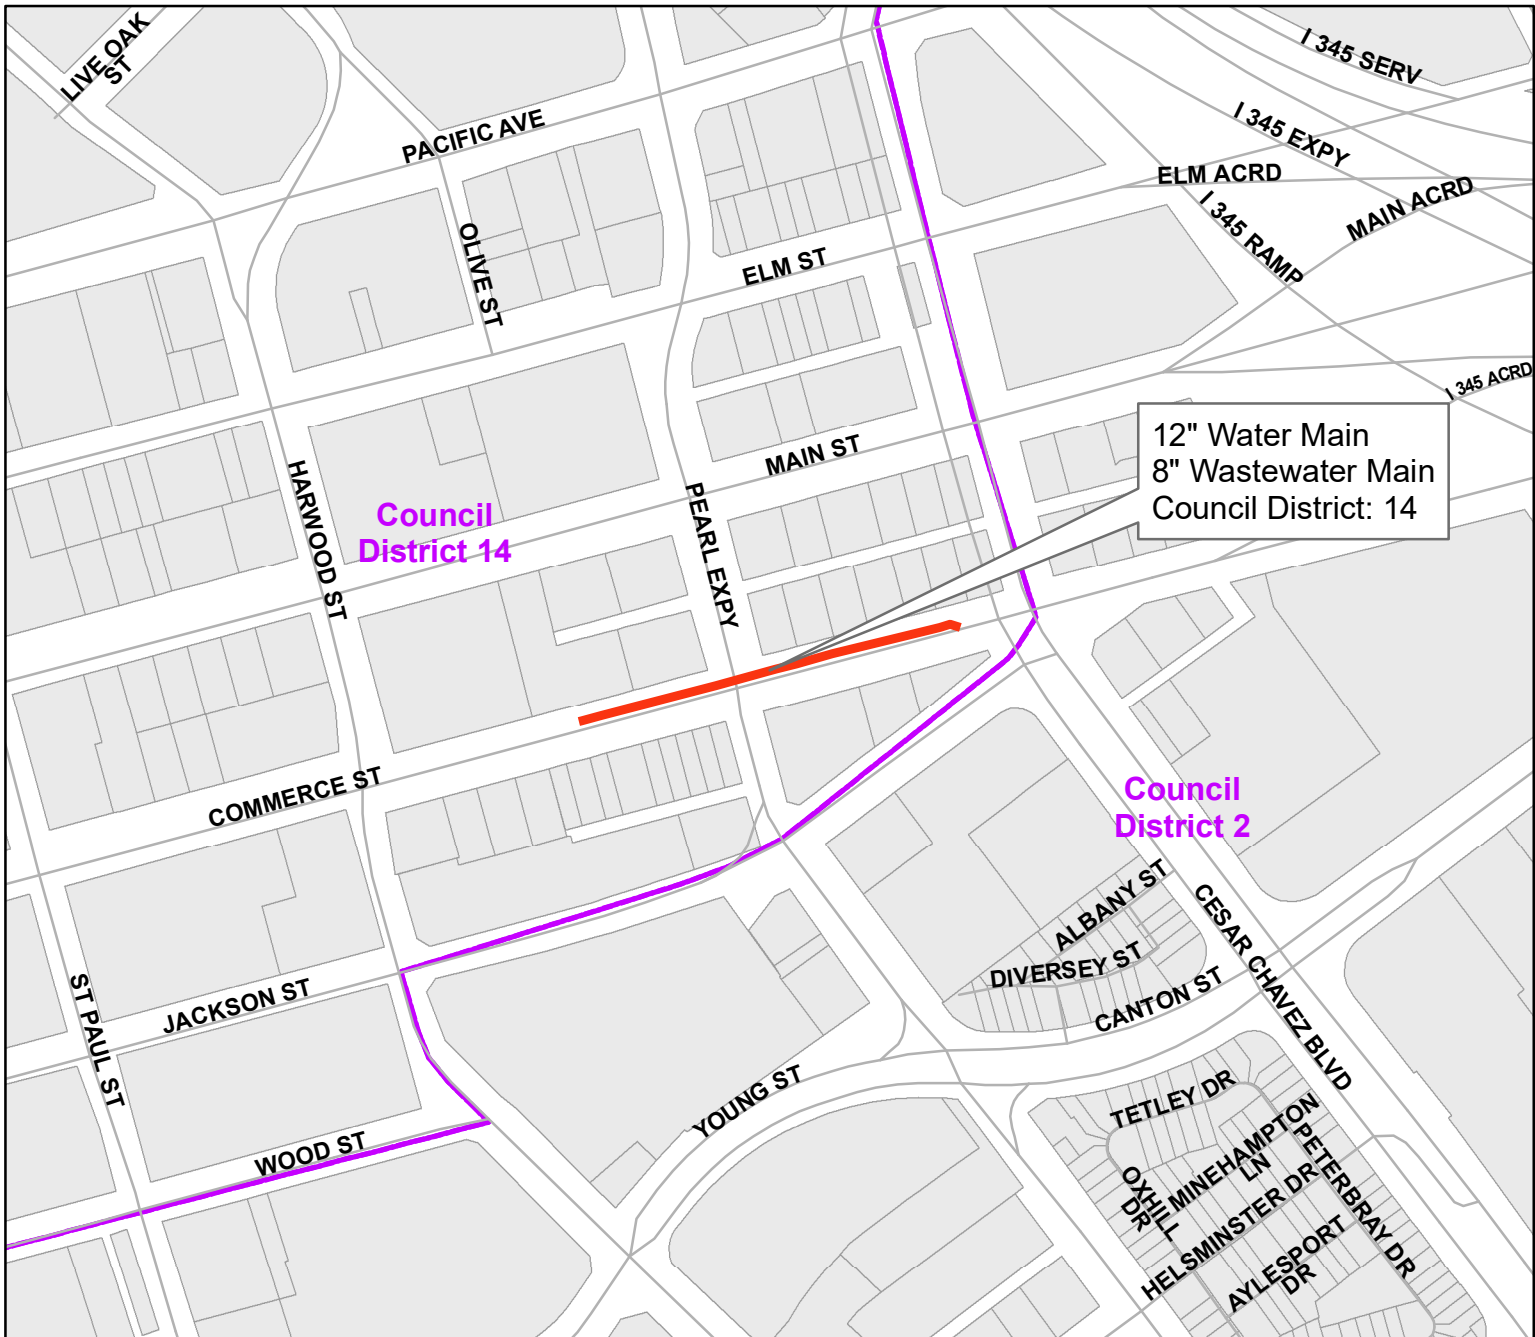 LIVE OAK
ST
I 345 SERV
PACIFIC AVE
I 345 EXPY
ELM ACRD
MAIN ACRD
I 345 RAMP
OLIVE ST
ELM ST
I 345 ACRD
12" Water Main
8" Wastewater Main
Council District: 14
MAIN ST
HARWOOD ST
Council
District 14
PEARL EXPY
COMMERCE ST
Council
District 2
ALBANY ST
CESAR CHAVEZ BLVD
DIVERSEY ST
CANTON ST
ST PAUL ST
JACKSON ST
YOUNG ST
TETLEY DR
WOOD ST
MINEHAMPTON
LN
PETERBRAY DR
OXHILL
DR
HELSMINSTER DR
AYLESPORT
DR